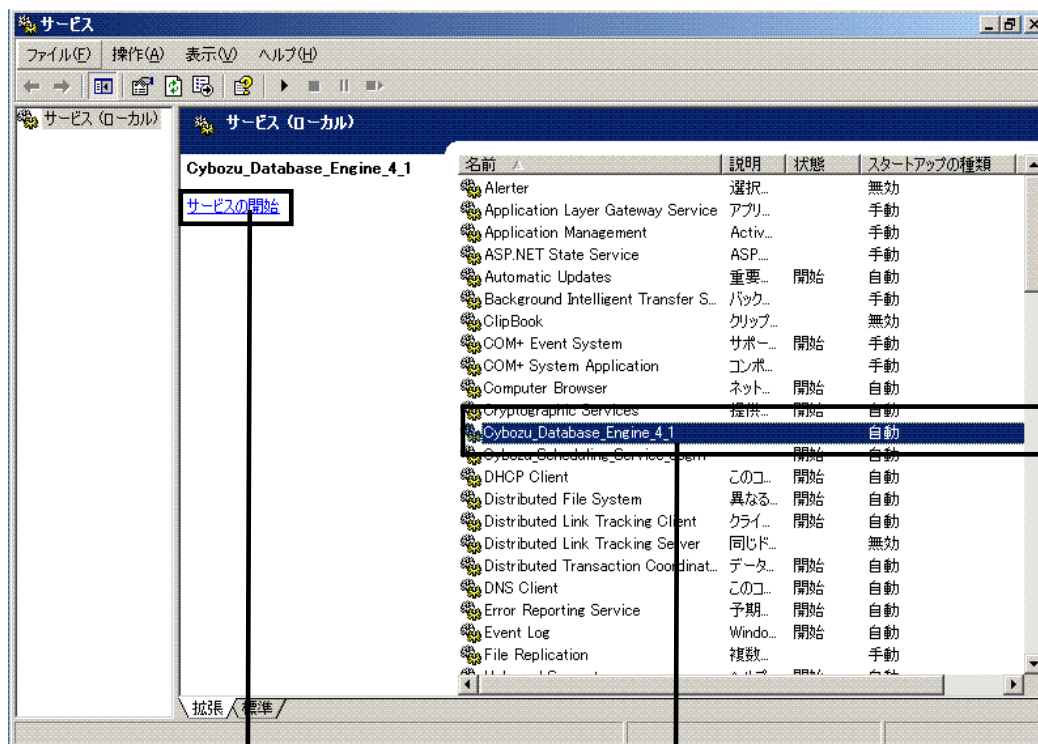 サービス
ファイル(F) 操作(A) 表示(V) ヘルプ(H)
サービス (ローカル)
サービス (ローカル)
Cybozu_Database_Engine_4_1
サービスの開始
名前 説明 状態 スタートアップの種類
Alerter 選択... 無効
Application Layer Gateway Service アプリ... 手動
Application Management Activ... 手動
ASP.NET State Service ASP.... 手動
Automatic Updates 重要... 開始 自動
Background Intelligent Transfer S... バック... 手動
ClipBook クリップ... 無効
COM+ Event System サポー... 開始 手動
COM+ System Application コンポ... 手動
Computer Browser ネット... 開始 自動
Cryptographic Services 提供... 開始 自動
Cybozu_Database_Engine_4_1 自動
Cybozu_Scheduling_Service_cbgrn 開始 自動
DHCP Client このコ... 開始 自動
Distributed File System 異なる... 開始 自動
Distributed Link Tracking Client クライ... 開始 自動
Distributed Link Tracking Server 同じド... 無効
Distributed Transaction Coordinat... データ... 開始 自動
DNS Client このコ... 開始 自動
Error Reporting Service 予期... 開始 自動
Event Log Windo... 開始 自動
File Replication 複数... 手動
拡張 標準